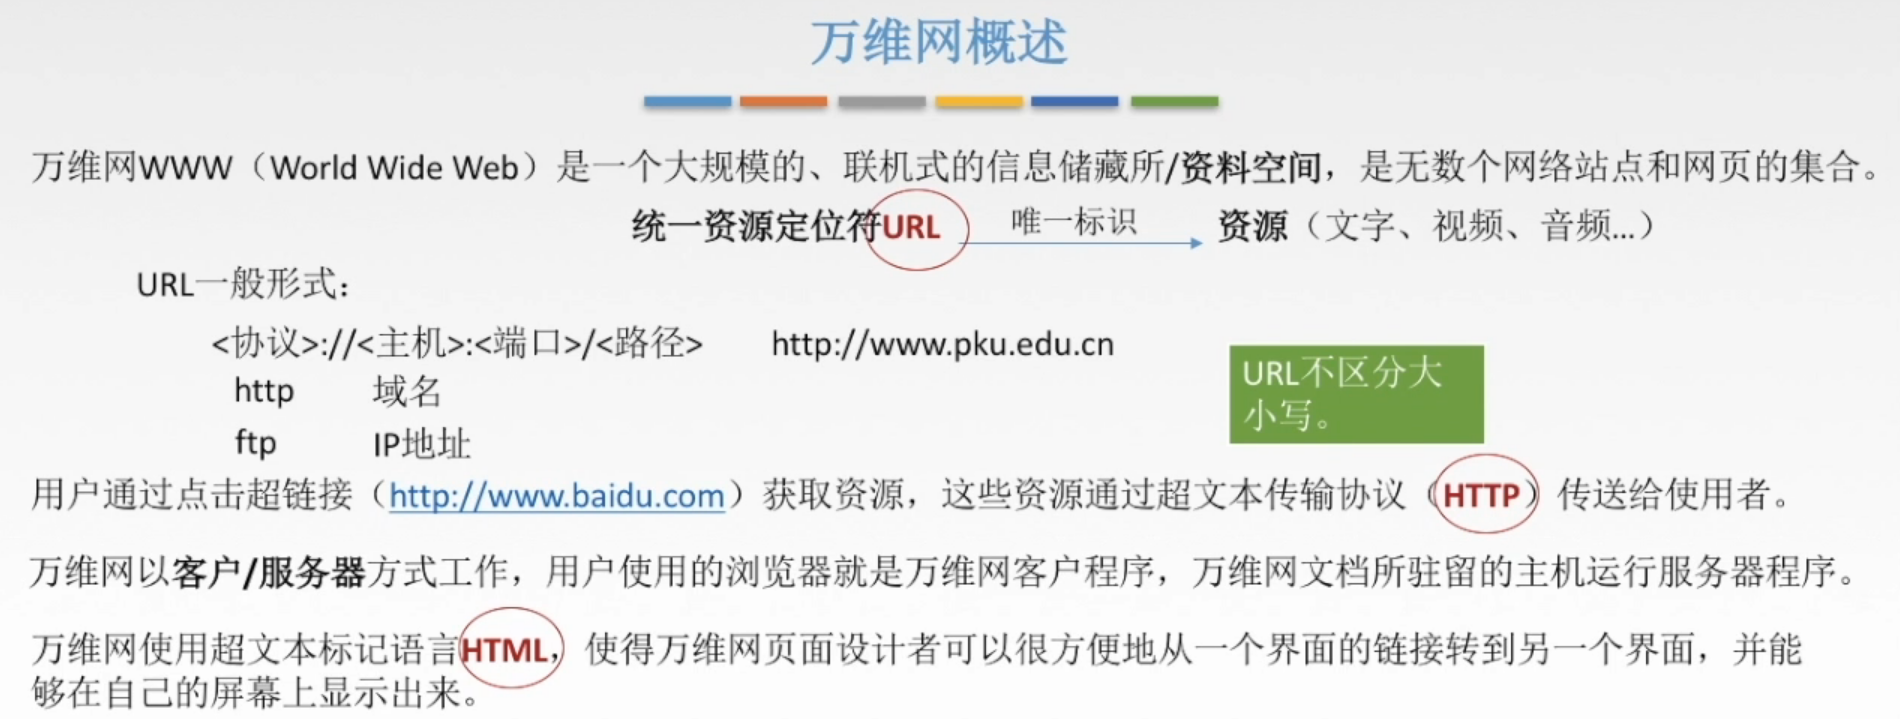 万维网概述
万维网WWW（World Wide Web）是一个大规模的、联机式的信息储藏所/资料空间，是无数个网络站点和网页的集合。
统一资源定位符URL 唯一标识 资源（文字、视频、音频...）
URL一般形式：
<协议>://<主机>:<端口>/<路径> http://www.pku.edu.cn
http 域名
ftp IP地址
URL不区分大
小写。
用户通过点击超链接（http://www.baidu.com）获取资源，这些资源通过超文本传输协议（HTTP）传送给使用者。
万维网以客户/服务器方式工作，用户使用的浏览器就是万维网客户程序，万维网文档所驻留的主机运行服务器程序。
万维网使用超文本标记语言HTML，使得万维网页面设计者可以很方便地从一个界面的链接转到另一个界面，并能
够在自己的屏幕上显示出来。